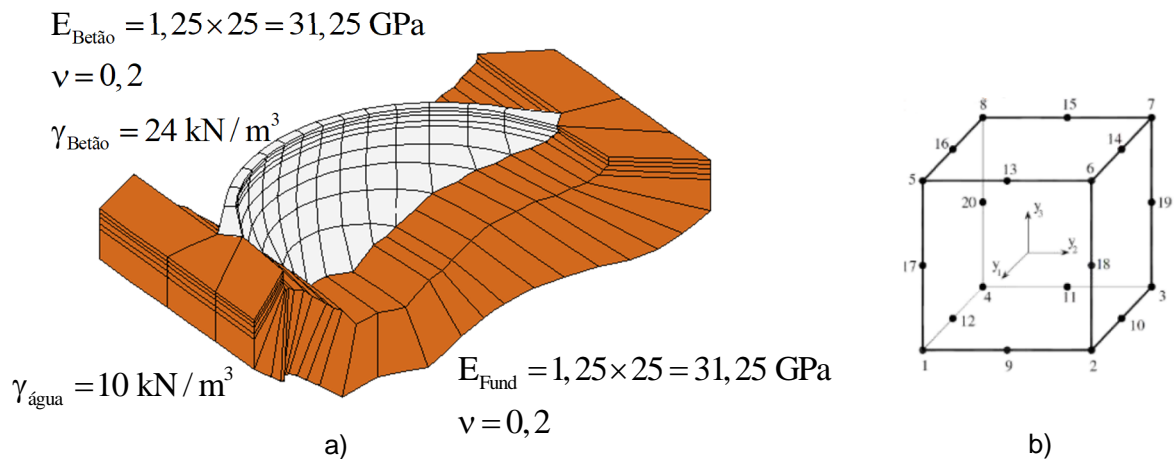 E_Betão = 1,25×25 = 31,25 GPa
ν = 0,2
γ_Betão = 24 kN/m³
γ_água = 10 kN/m³
E_Fund = 1,25×25 = 31,25 GPa
ν = 0,2
a)
8 15 7
16 14
5 13 6
20 19
y₃
y₂
y₁
17 18
4 11 3
12 10
1 9 2
b)